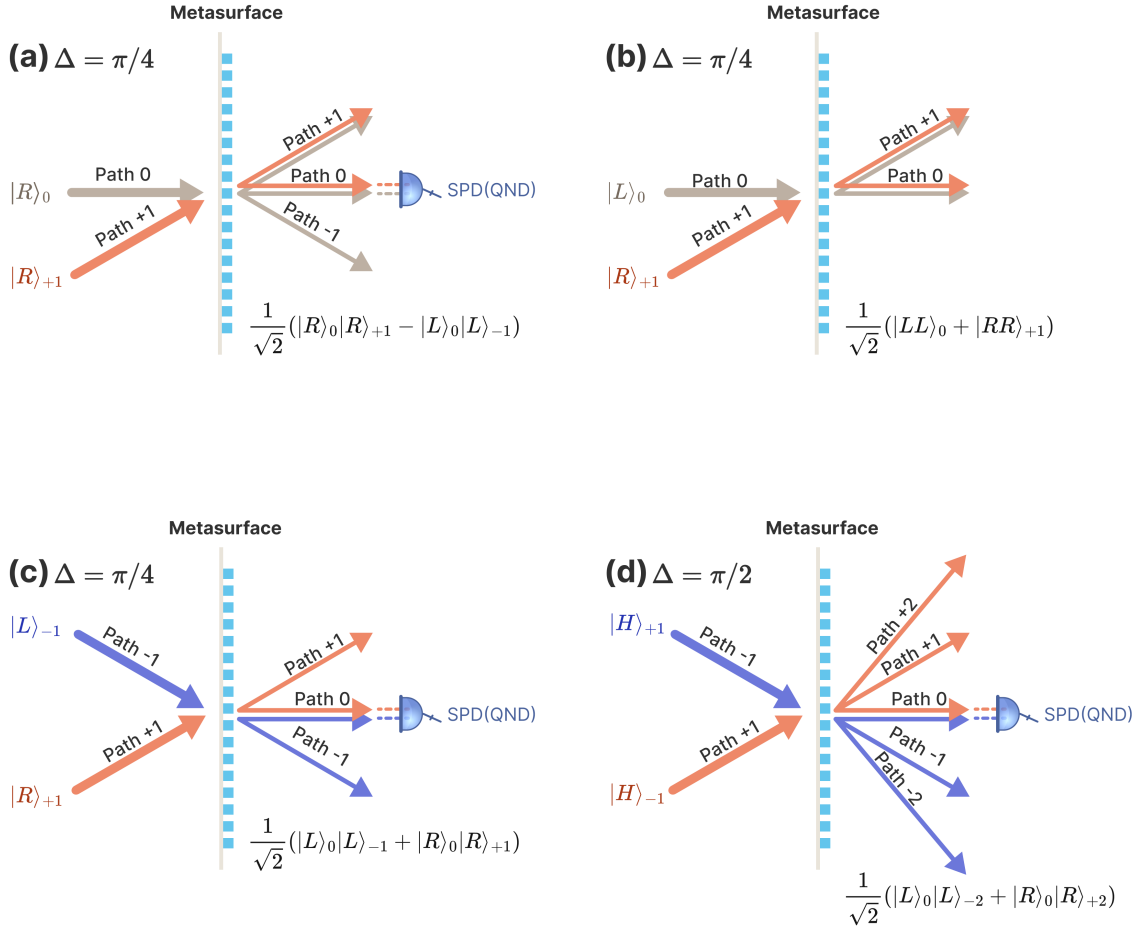 Metasurface
(a) Δ = π/4
|R⟩₀
Path 0
Path +1
|R⟩₊₁
Path +1
Path 0
Path -1
SPD(QND)
1/√2(|R⟩₀|R⟩₊₁ − |L⟩₀|L⟩₋₁)
Metasurface
(b) Δ = π/4
|L⟩₀
Path 0
Path +1
|R⟩₊₁
Path +1
Path 0
1/√2(|LL⟩₀ + |RR⟩₊₁)
Metasurface
(c) Δ = π/4
|L⟩₋₁
Path -1
Path +1
|R⟩₊₁
Path +1
Path 0
Path -1
SPD(QND)
1/√2(|L⟩₀|L⟩₋₁ + |R⟩₀|R⟩₊₁)
Metasurface
(d) Δ = π/2
|H⟩₊₁
Path -1
Path +1
|H⟩₋₁
Path +2
Path +1
Path 0
Path -1
Path -2
SPD(QND)
1/√2(|L⟩₀|L⟩₋₂ + |R⟩₀|R⟩₊₂)